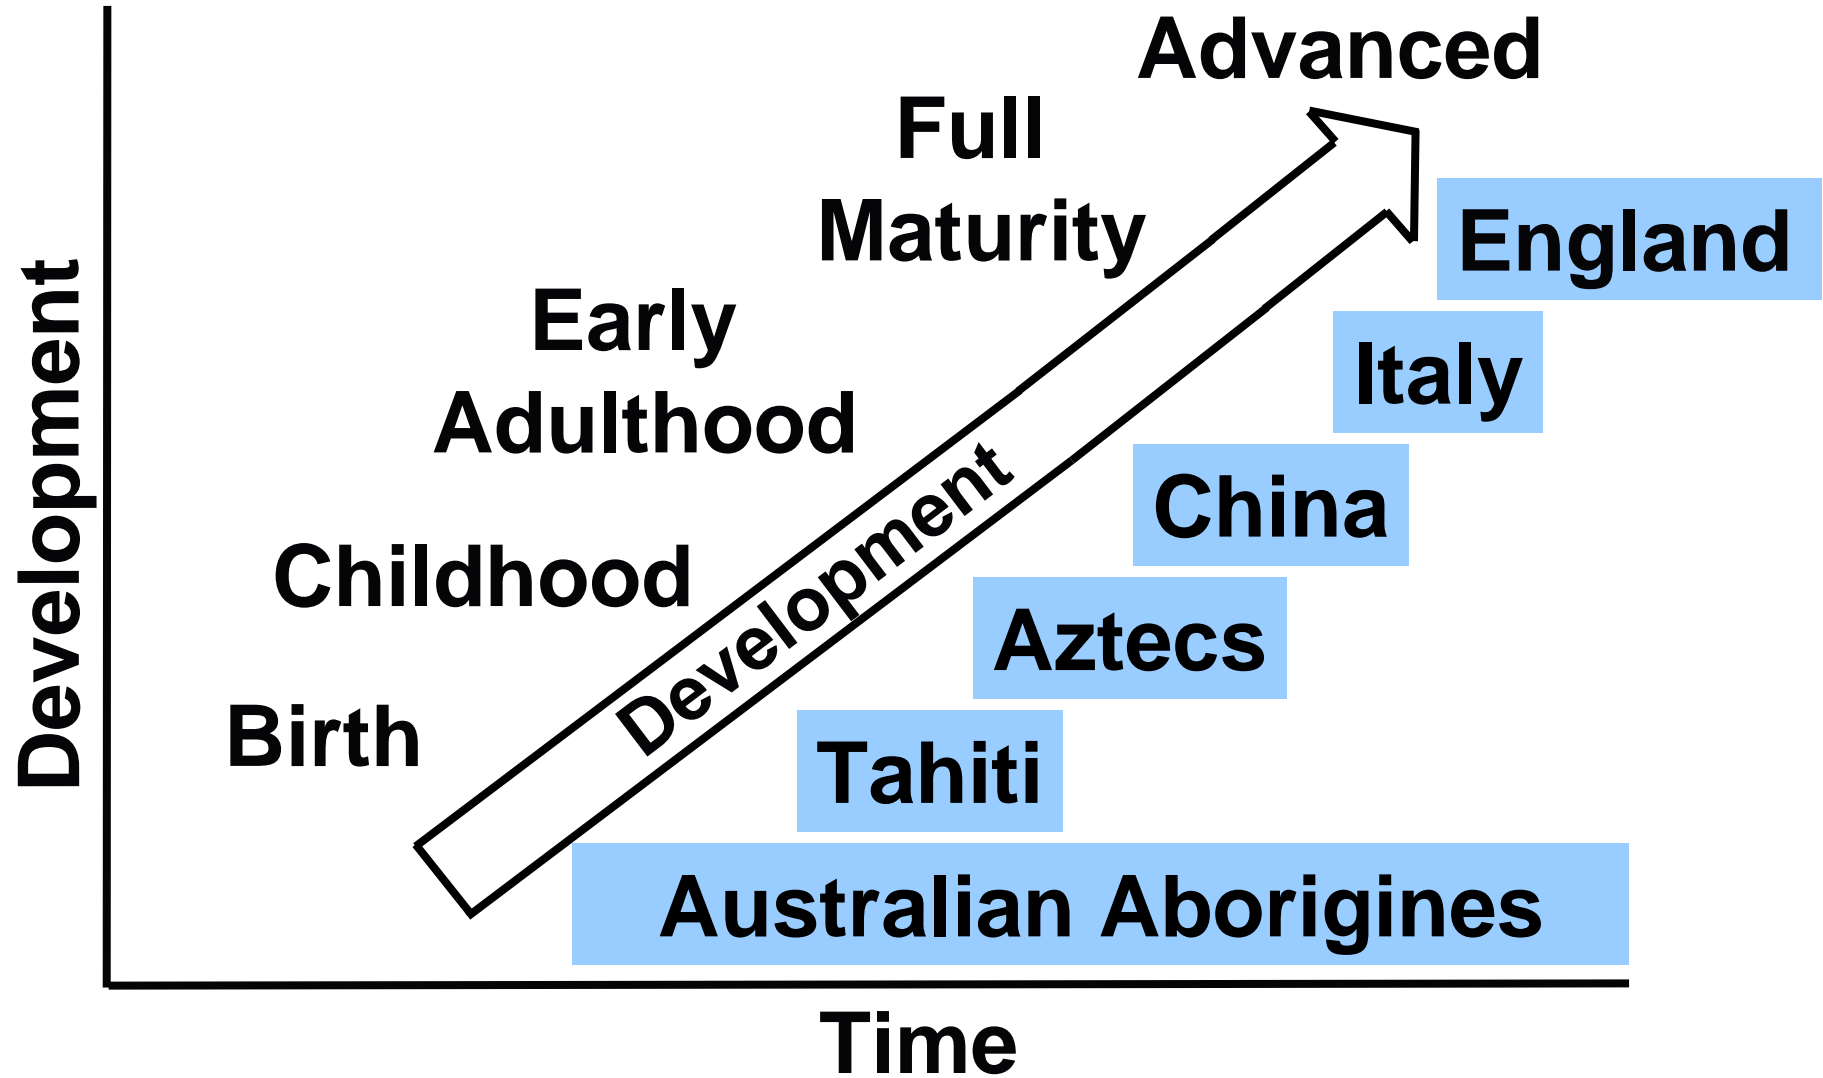 Advanced
Full
Maturity
England
Early
Adulthood
Italy
China
Childhood
Aztecs
Birth
Tahiti
Australian Aborigines
Development
Development
Time